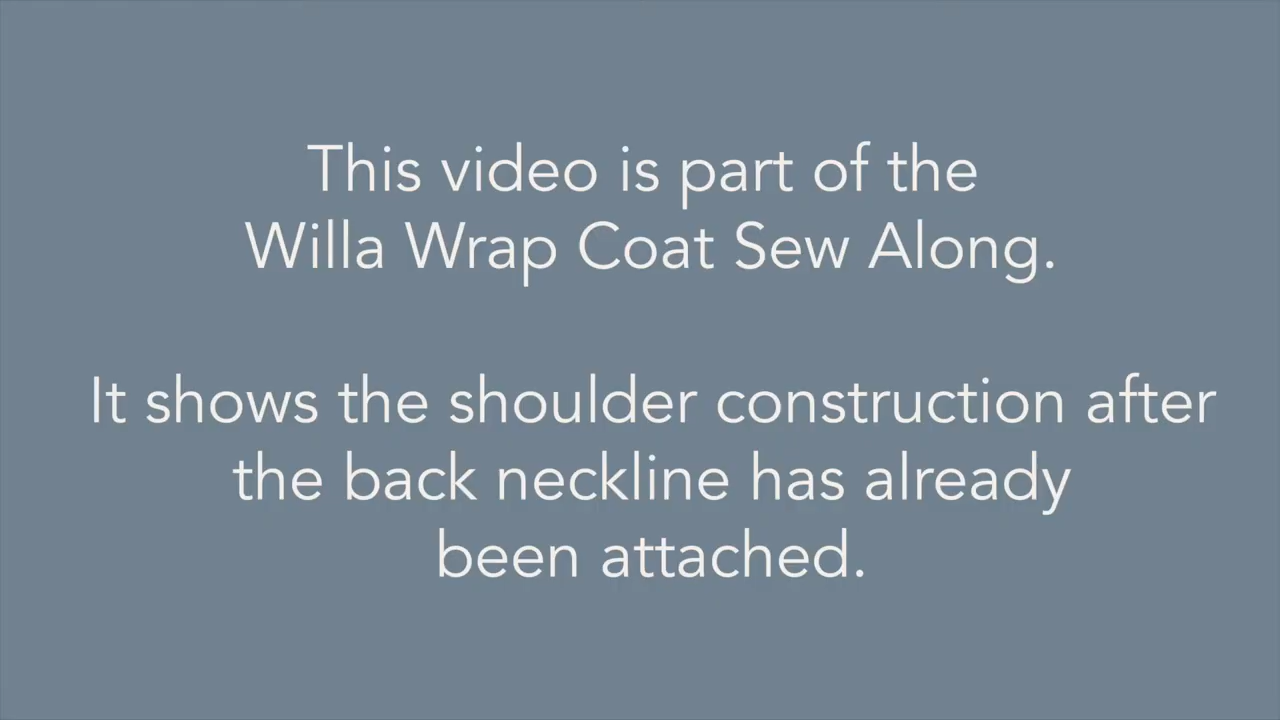 This video is part of the
Willa Wrap Coat Sew Along.
It shows the shoulder construction after
the back neckline has already
been attached.